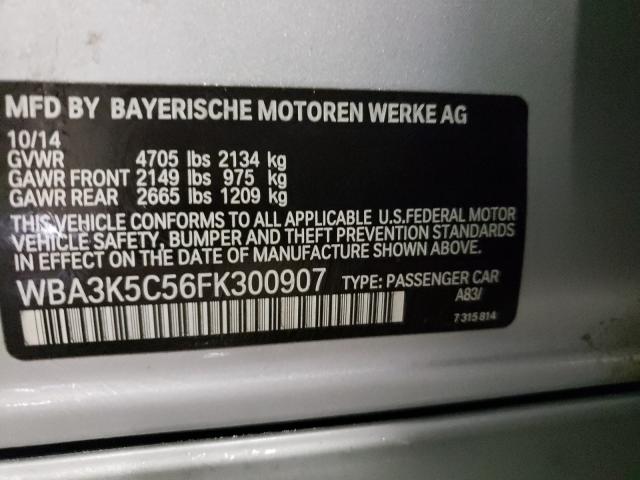 MFD BY BAYERISCHE MOTOREN WERKE AG
10/14
GVWR 4705 lbs 2134 kg
GAWR FRONT 2149 lbs 975 kg
GAWR REAR 2665 lbs 1209 kg
THIS VEHICLE CONFORMS TO ALL APPLICABLE U.S.FEDERAL MOTOR
VEHICLE SAFETY, BUMPER AND THEFT PREVENTION STANDARDS
IN EFFECT ON THE DATE OF MANUFACTURE SHOWN ABOVE.
WBA3K5C56FK300907 TYPE: PASSENGER CAR
A83/
7 315 814